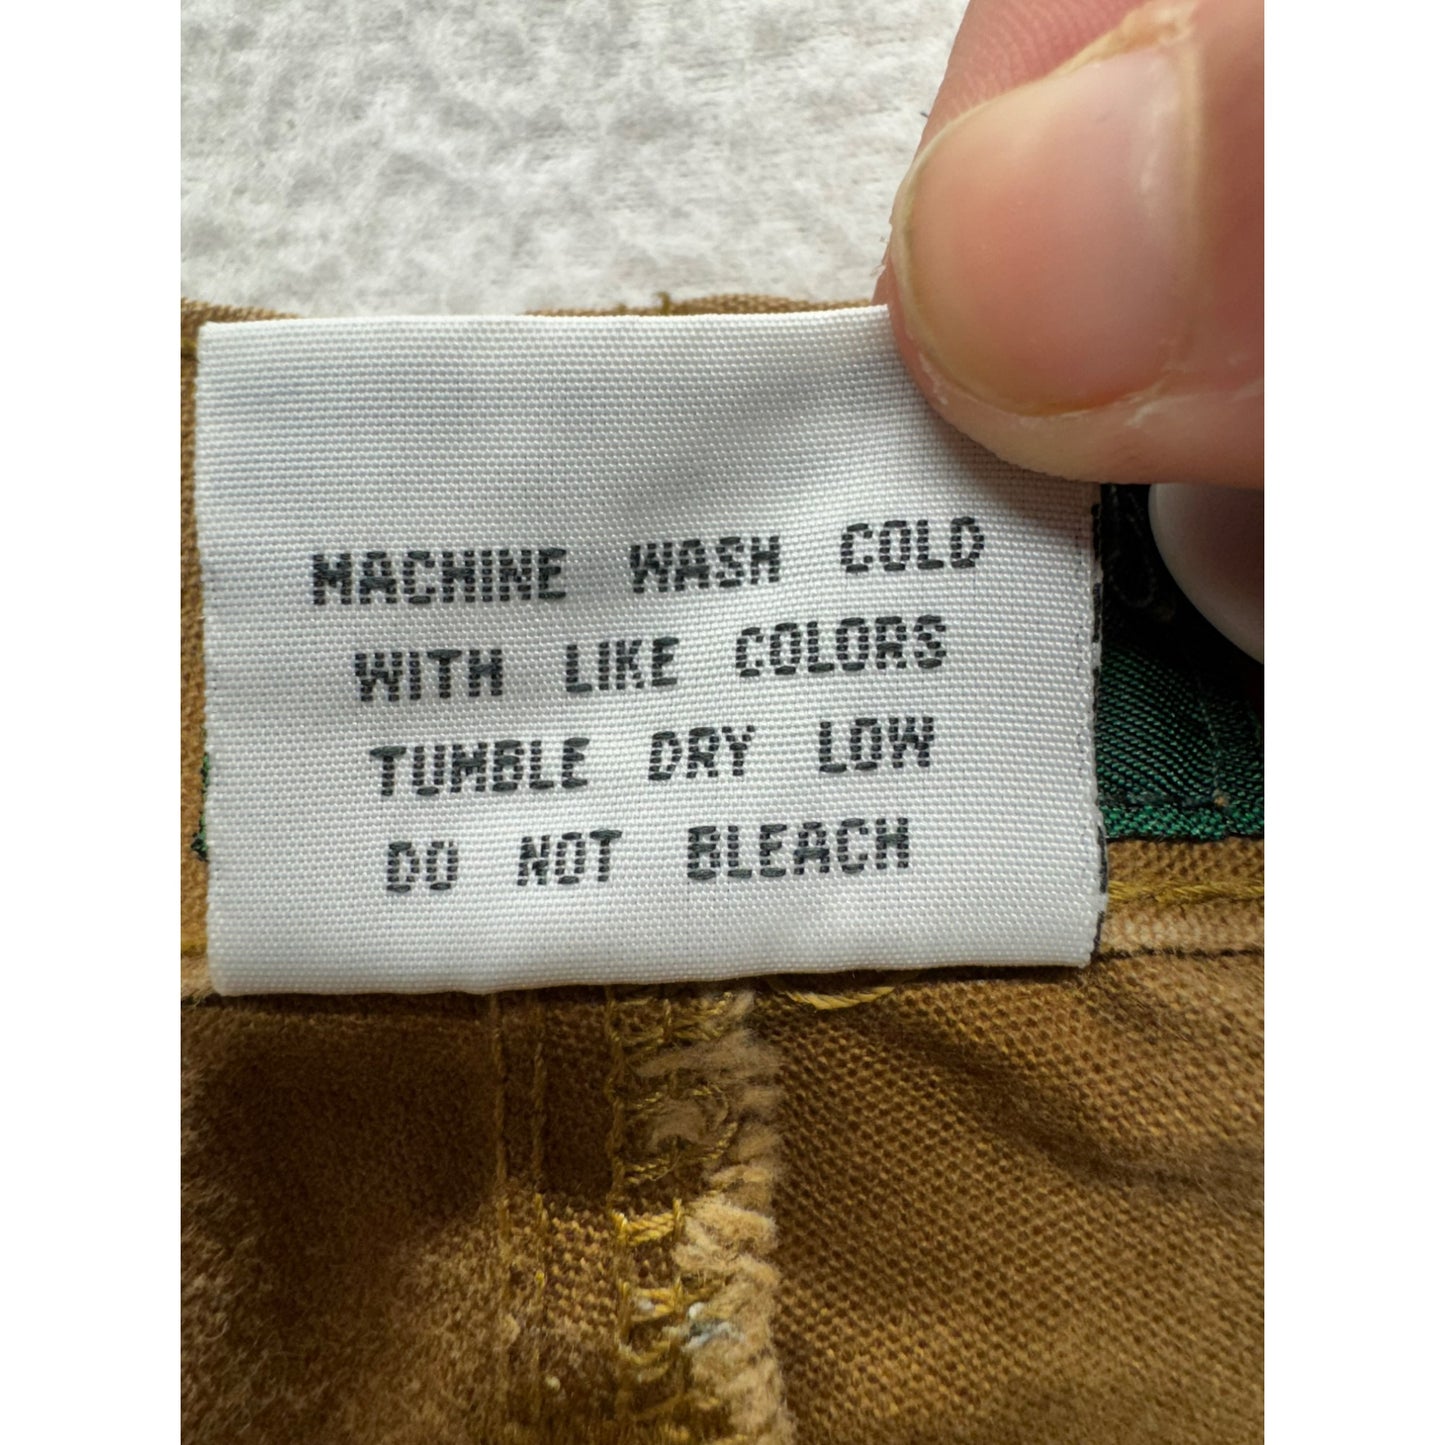 MACHINE WASH COLD
WITH LIKE COLORS
TUMBLE DRY LOW
DO NOT BLEACH